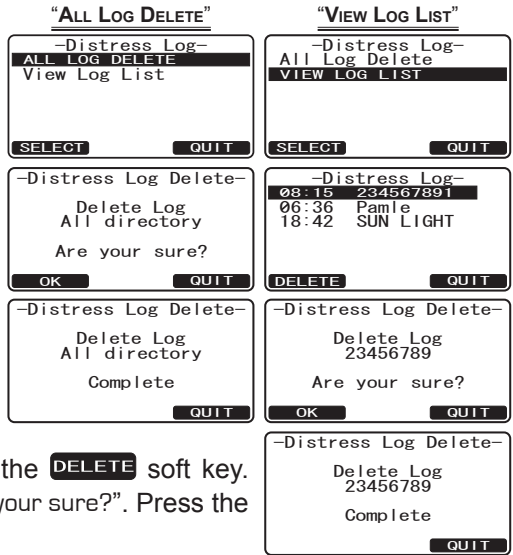 “ALL LOG DELETE”
–Distress Log–
ALL LOG DELETE
View Log List
SELECT QUIT
–Distress Log Delete–
Delete Log
All directory
Are your sure?
OK QUIT
–Distress Log Delete–
Delete Log
All directory
Complete
QUIT
“VIEW LOG LIST”
–Distress Log–
All Log Delete
VIEW LOG LIST
SELECT QUIT
–Distress Log–
08:15 234567891
06:36 Pamle
18:42 SUN LIGHT
DELETE QUIT
–Distress Log Delete–
Delete Log
23456789
Are your sure?
OK QUIT
–Distress Log Delete–
Delete Log
23456789
Complete
QUIT
the DELETE soft key.
your sure?”. Press the